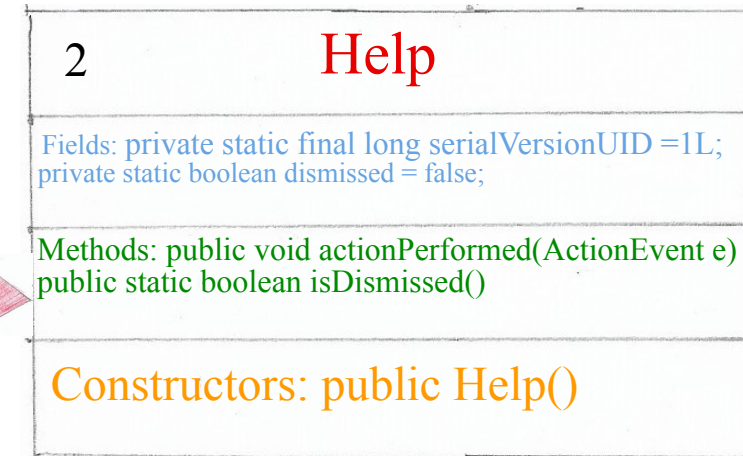 2 Help
Fields: private static final long serialVersionUID =1L;
private static boolean dismissed = false;
Methods: public void actionPerformed(ActionEvent e)
public static boolean isDismissed()
Constructors: public Help()